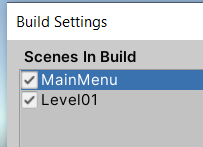 Build Settings
Scenes In Build
MainMenu
Level01